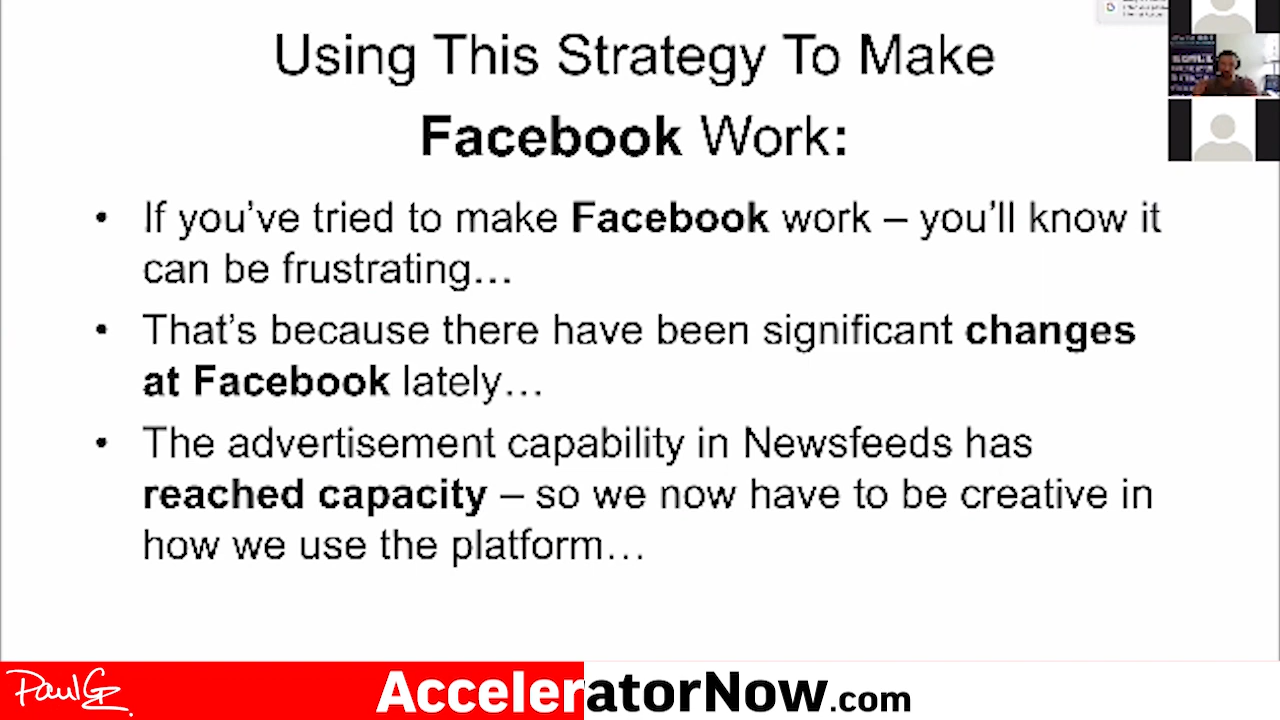 Using This Strategy To Make
Facebook Work:
• If you’ve tried to make Facebook work – you’ll know it
can be frustrating…
• That’s because there have been significant changes
at Facebook lately…
• The advertisement capability in Newsfeeds has
reached capacity – so we now have to be creative in
how we use the platform…
PaulG
AcceleratorNow.com